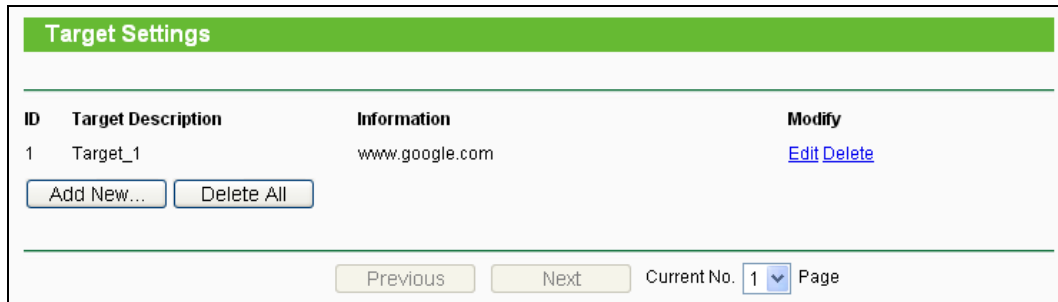 Target Settings
ID Target Description Information Modify
1 Target_1 www.google.com Edit Delete
Add New... Delete All
Previous Next Current No. 1 Page